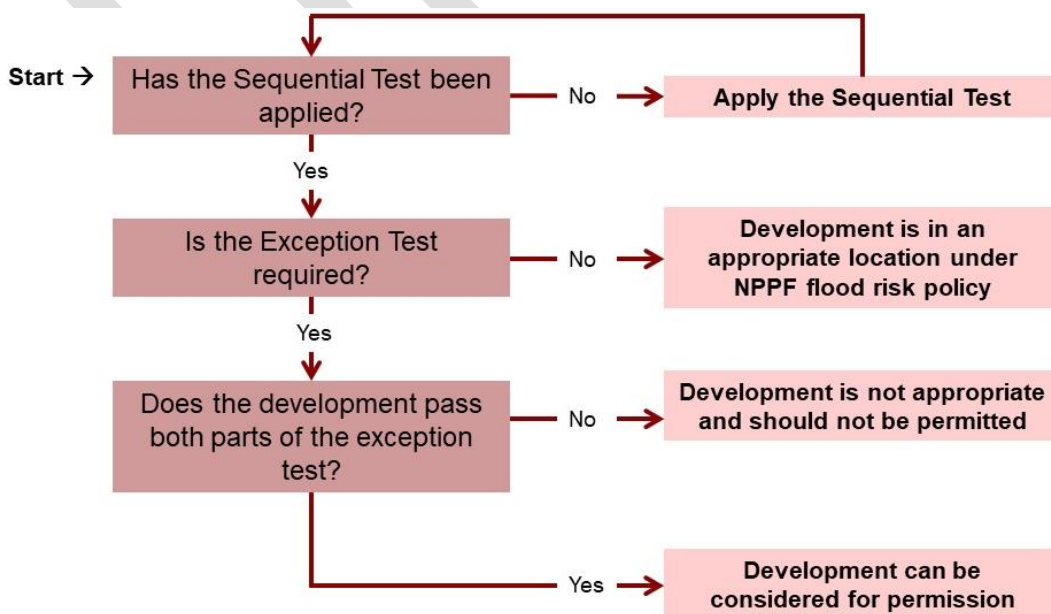 Start →
Has the Sequential Test been
applied?
No
Apply the Sequential Test
Yes
Is the Exception Test
required?
No
Development is in an
appropriate location under
NPPF flood risk policy
Yes
Does the development pass
both parts of the exception
test?
No
Development is not appropriate
and should not be permitted
Yes
Development can be
considered for permission